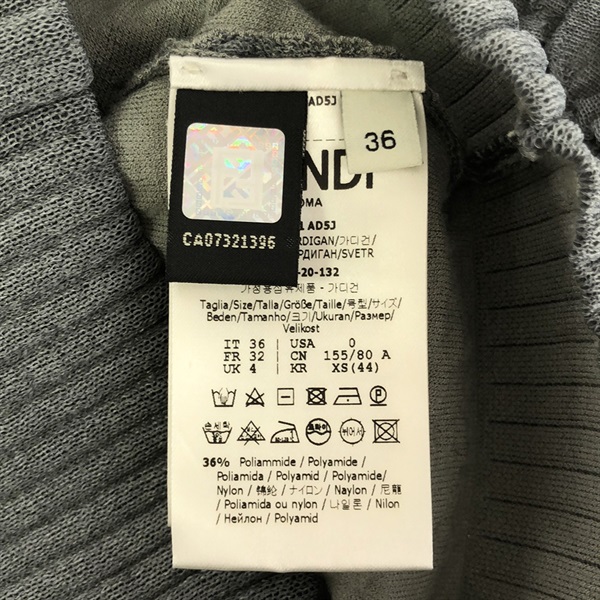 AD5J
36
NDI
OMA
1 AD5J
RDIGAN/가디건/
РДИГАН/SVETR
-20-132
가정용섬유제품 - 가디건
CA07321396
Taglia/Size/Talla/Größe/Taille/号型/サイズ/
Beden/Tamanho/크기/Ukuran/Размер/
Velikost
IT 36 USA 0
FR 32 CN 155/80 A
UK 4 KR XS(44)
36% Poliammide / Polyamide /
Poliamida / Polyamid / Polyamide/
Nylon / 锦纶 / ナイロン / Naylon / 尼龍
/ Poliamida ou nylon / 나일론 / Nilon
/ Нейлон / Polyamid